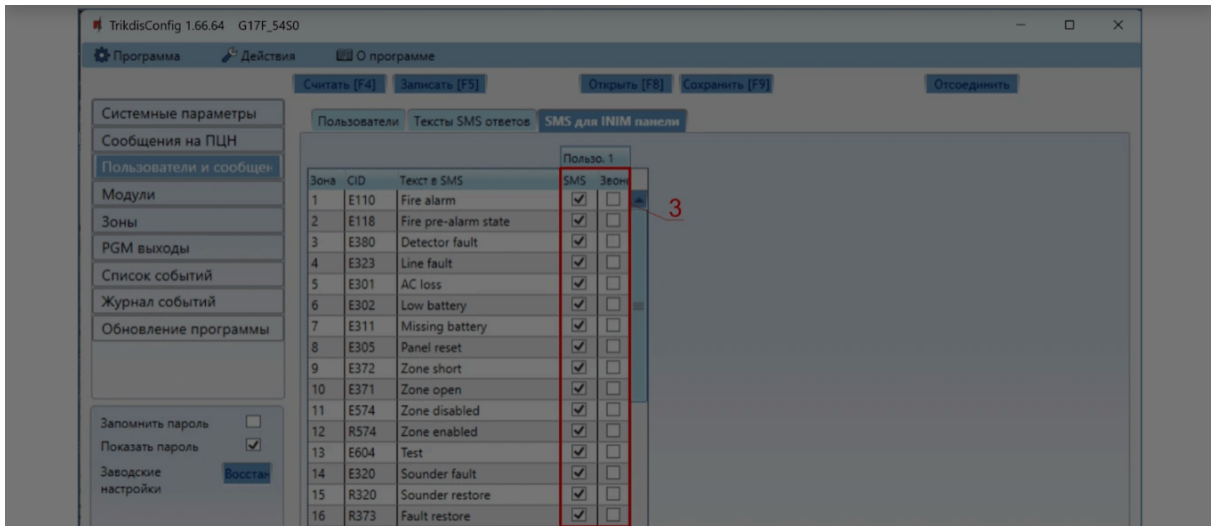 TrikdisConfig 1.66.64 G17F_54S0
Программа Действия О программе
Считать [F4] Записать [F5] Открыть [F8] Сохранить [F9] Отсоединить
Системные параметры
Сообщения на ПЦН
Пользователи и сообщен
Модули
Зоны
PGM выходы
Список событий
Журнал событий
Обновление программы
Запомнить пароль
Показать пароль
Заводские настройки
Восстан
Пользователи Тексты SMS ответов SMS для INIM панели
Пользо. 1
Зона CID Текст в SMS SMS Звон
1 E110 Fire alarm
2 E118 Fire pre-alarm state
3 E380 Detector fault
4 E323 Line fault
5 E301 AC loss
6 E302 Low battery
7 E311 Missing battery
8 E305 Panel reset
9 E372 Zone short
10 E371 Zone open
11 E574 Zone disabled
12 R574 Zone enabled
13 E604 Test
14 E320 Sounder fault
15 R320 Sounder restore
16 R373 Fault restore
3